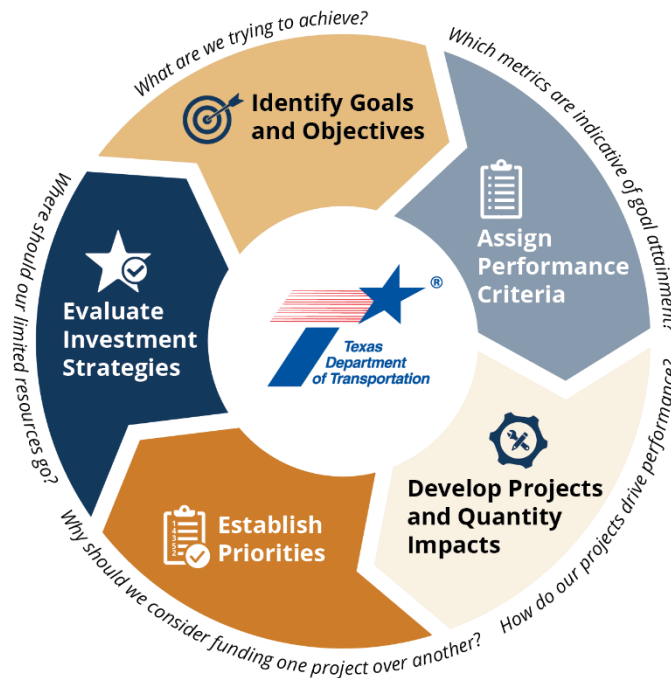 What are we trying to achieve?
Identify Goals
and Objectives
Which metrics are indicative of goal attainment?
Assign
Performance
Criteria
How do our projects drive performance?
Develop Projects
and Quantity
Impacts
Why should we consider funding one project over another?
Establish
Priorities
Where should our limited resources go?
Evaluate
Investment
Strategies
®
Texas
Department
of Transportation